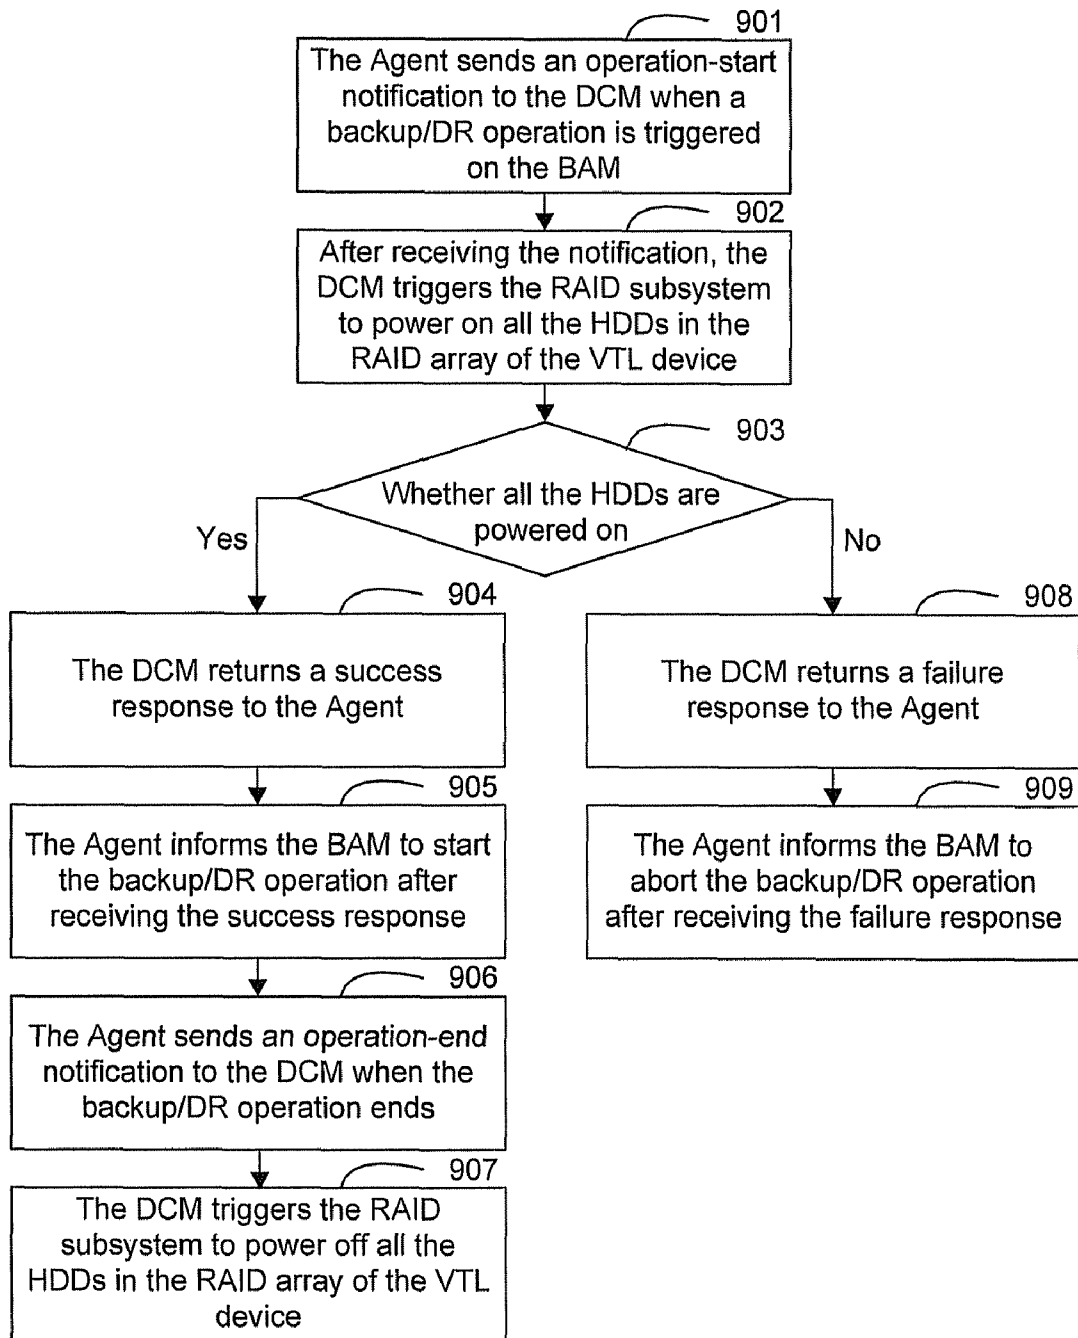 901
The Agent sends an operation-start
notification to the DCM when a
backup/DR operation is triggered
on the BAM
902
After receiving the notification, the
DCM triggers the RAID subsystem
to power on all the HDDs in the
RAID array of the VTL device
903
Whether all the HDDs are
powered on
Yes
No
904
The DCM returns a success
response to the Agent
908
The DCM returns a failure
response to the Agent
905
The Agent informs the BAM to start
the backup/DR operation after
receiving the success response
909
The Agent informs the BAM to
abort the backup/DR operation
after receiving the failure response
906
The Agent sends an operation-end
notification to the DCM when the
backup/DR operation ends
907
The DCM triggers the RAID
subsystem to power off all the
HDDs in the RAID array of the VTL
device